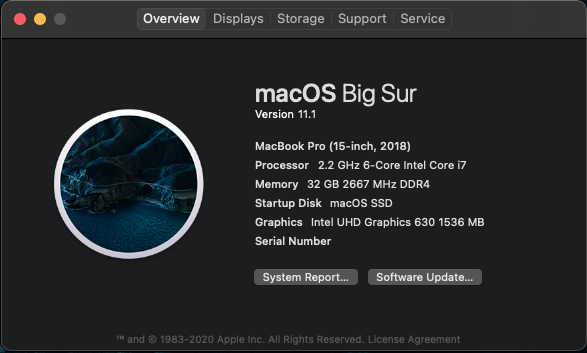 Overview Displays Storage Support Service
macOS Big Sur
Version 11.1
MacBook Pro (15-inch, 2018)
Processor 2.2 GHz 6-Core Intel Core i7
Memory 32 GB 2667 MHz DDR4
Startup Disk macOS SSD
Graphics Intel UHD Graphics 630 1536 MB
Serial Number
System Report... Software Update...
™ and © 1983-2020 Apple Inc. All Rights Reserved. License Agreement